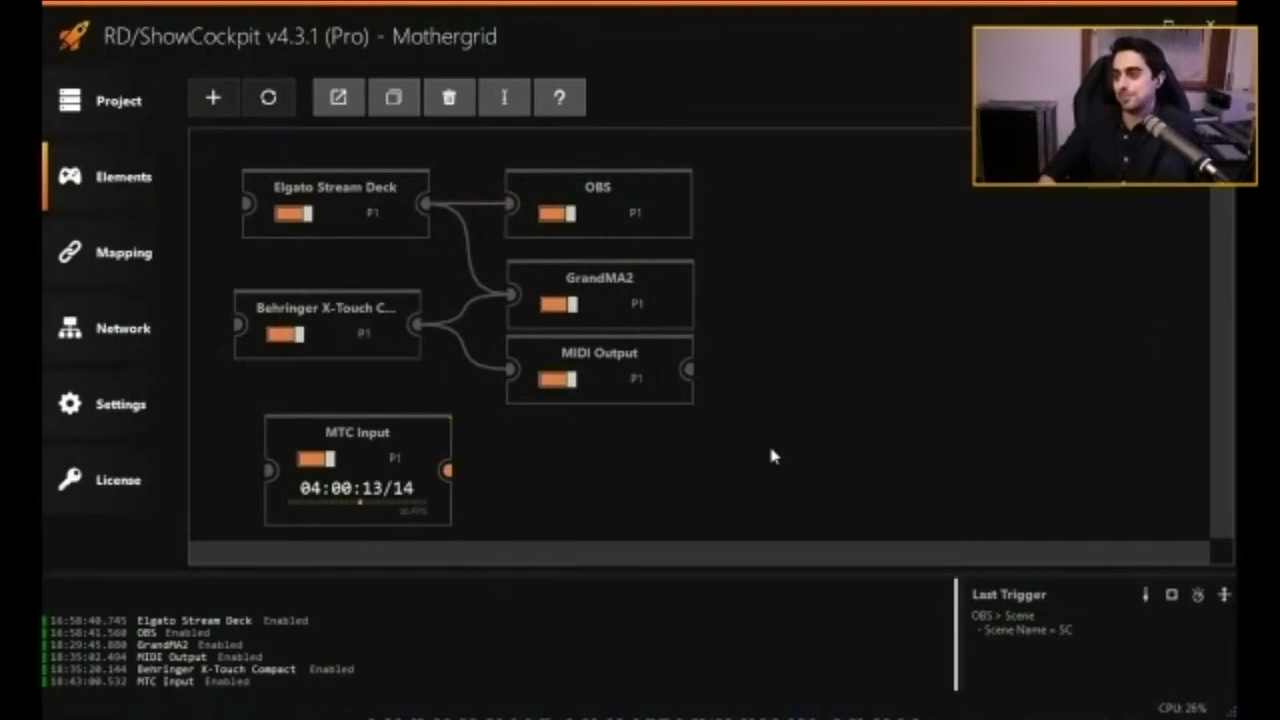 RD/ShowCockpit v4.3.1 (Pro) - Mothergrid
Project
Elements
Mapping
Network
Settings
License
?
Elgato Stream Deck
P1
OBS
P1
GrandMA2
P1
Behringer X-Touch C...
P1
MIDI Output
P1
MTC Input
P1
04:00:13/14
16:58:40.745 Elgato Stream Deck Enabled
16:58:41.560 OBS Enabled
18:29:45.880 GrandMA2 Enabled
18:35:02.494 MIDI Output Enabled
18:35:20.144 Behringer X-Touch Compact Enabled
18:43:00.532 MTC Input Enabled
Last Trigger
OBS > Scene
- Scene Name = SC
CPU: 26%